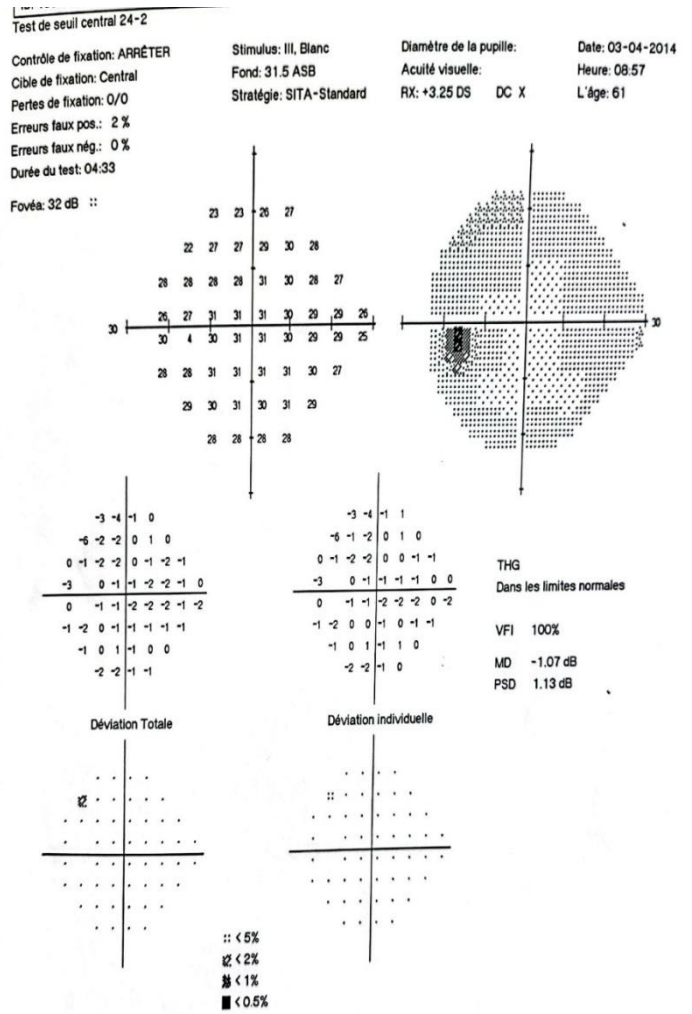 Test de seuil central 24-2
Contrôle de fixation: ARRÊTER
Cible de fixation: Central
Pertes de fixation: 0/0
Erreurs faux pos.: 2 %
Erreurs faux nég.: 0 %
Durée du test: 04:33
Fovéa: 32 dB ::
Stimulus: III, Blanc
Fond: 31.5 ASB
Stratégie: SITA-Standard
Diamètre de la pupille:
Acuité visuelle:
RX: +3.25 DS DC X
Date: 03-04-2014
Heure: 08:57
L'âge: 61
23 23 26 27
22 27 27 29 30 28
28 28 28 28 31 30 28 27
26 27 31 31 31 30 29 29 26
30
30 4 30 31 31 30 29 29 25
28 28 31 31 31 31 30 27
29 30 31 30 31 29
28 28 28 28
30
-3 -4 -1 0
-6 -2 -2 0 1 0
0 -1 -2 -2 0 -1 -2 -1
-3 0 -1 -1 -2 -2 -1 0
0 -1 -1 -2 -2 -2 -1 -2
-1 -2 0 -1 -1 -1 -1 -1
-1 0 1 -1 0 0
-2 -2 -1 -1
Déviation Totale
-3 -4 -1 1
-6 -1 -2 0 1 0
0 -1 -2 -2 0 0 -1 -1
-3 0 -1 -1 -1 -1 0 0
0 -1 -1 -2 -2 -2 0 -2
-1 -2 0 0 -1 0 -1 -1
-1 0 1 -1 1 0
-2 -2 -1 0
Déviation individuelle
THG
Dans les limites normales
VFI 100%
MD -1.07 dB
PSD 1.13 dB
:: < 5%
< 2%
< 1%
< 0.5%